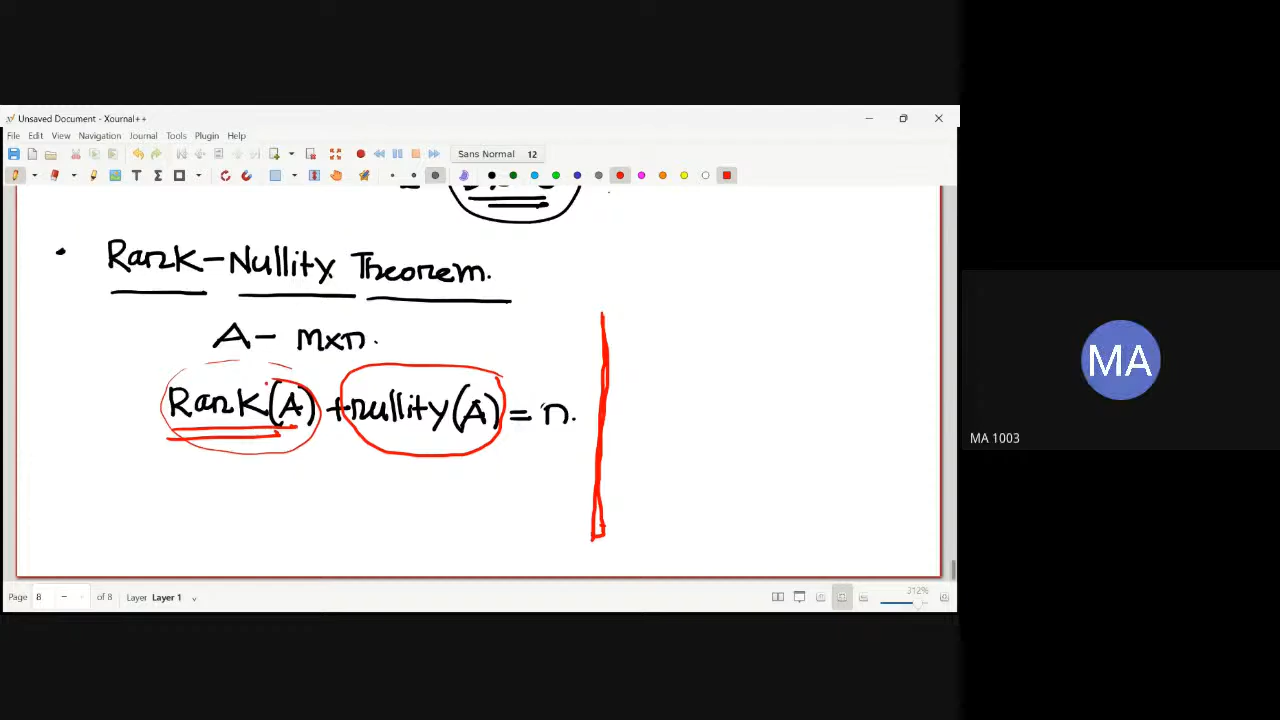 Unsaved Document - Xournal++
File Edit View Navigation Journal Tools Plugin Help
Sans Normal 12
• Rank-Nullity Theorem.
A - m×n.
Rank(A) + nullity(A) = n.
MA
MA 1003
Page 8 of 8 Layer Layer 1 312%